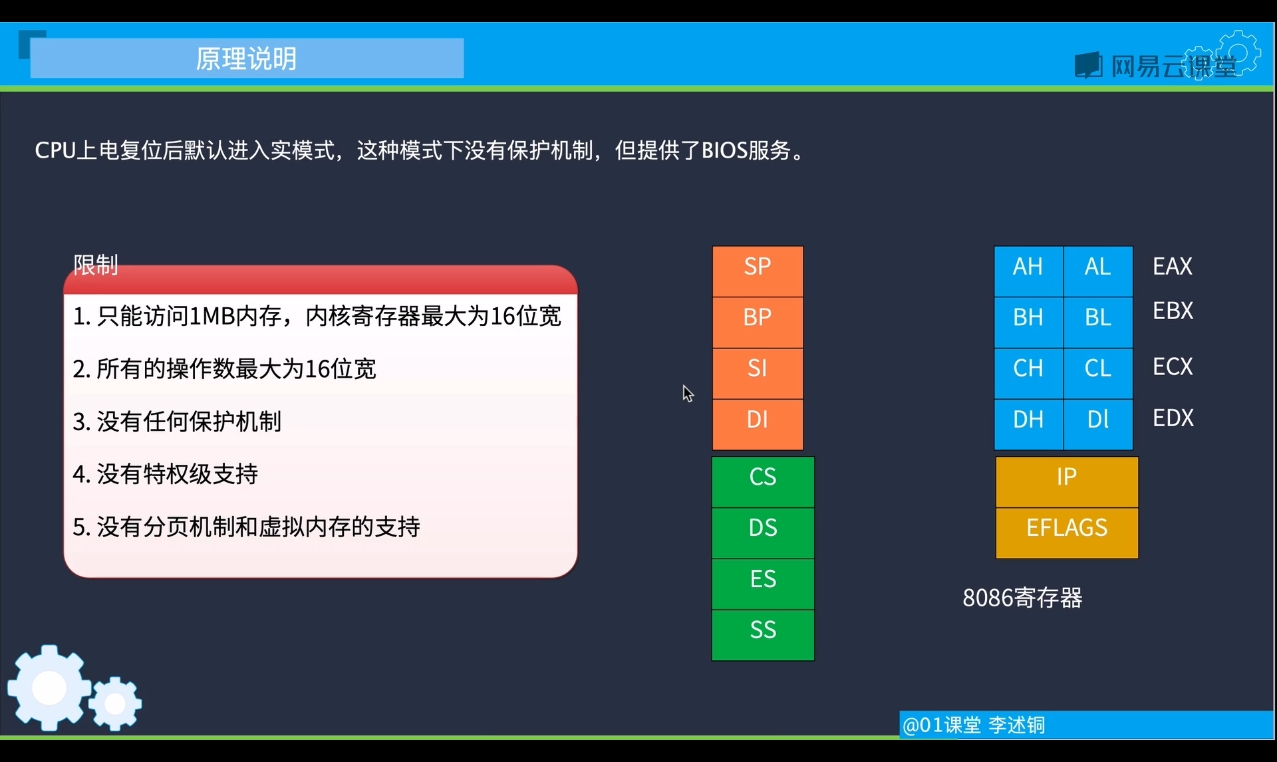 原理说明
网易云课堂
CPU上电复位后默认进入实模式，这种模式下没有保护机制，但提供了BIOS服务。
限制
1. 只能访问1MB内存，内核寄存器最大为16位宽
2. 所有的操作数最大为16位宽
3. 没有任何保护机制
4. 没有特权级支持
5. 没有分页机制和虚拟内存的支持
SP
BP
SI
DI
CS
DS
ES
SS
AH AL EAX
BH BL EBX
CH CL ECX
DH Dl EDX
IP
EFLAGS
8086寄存器
@01课堂 李述铜